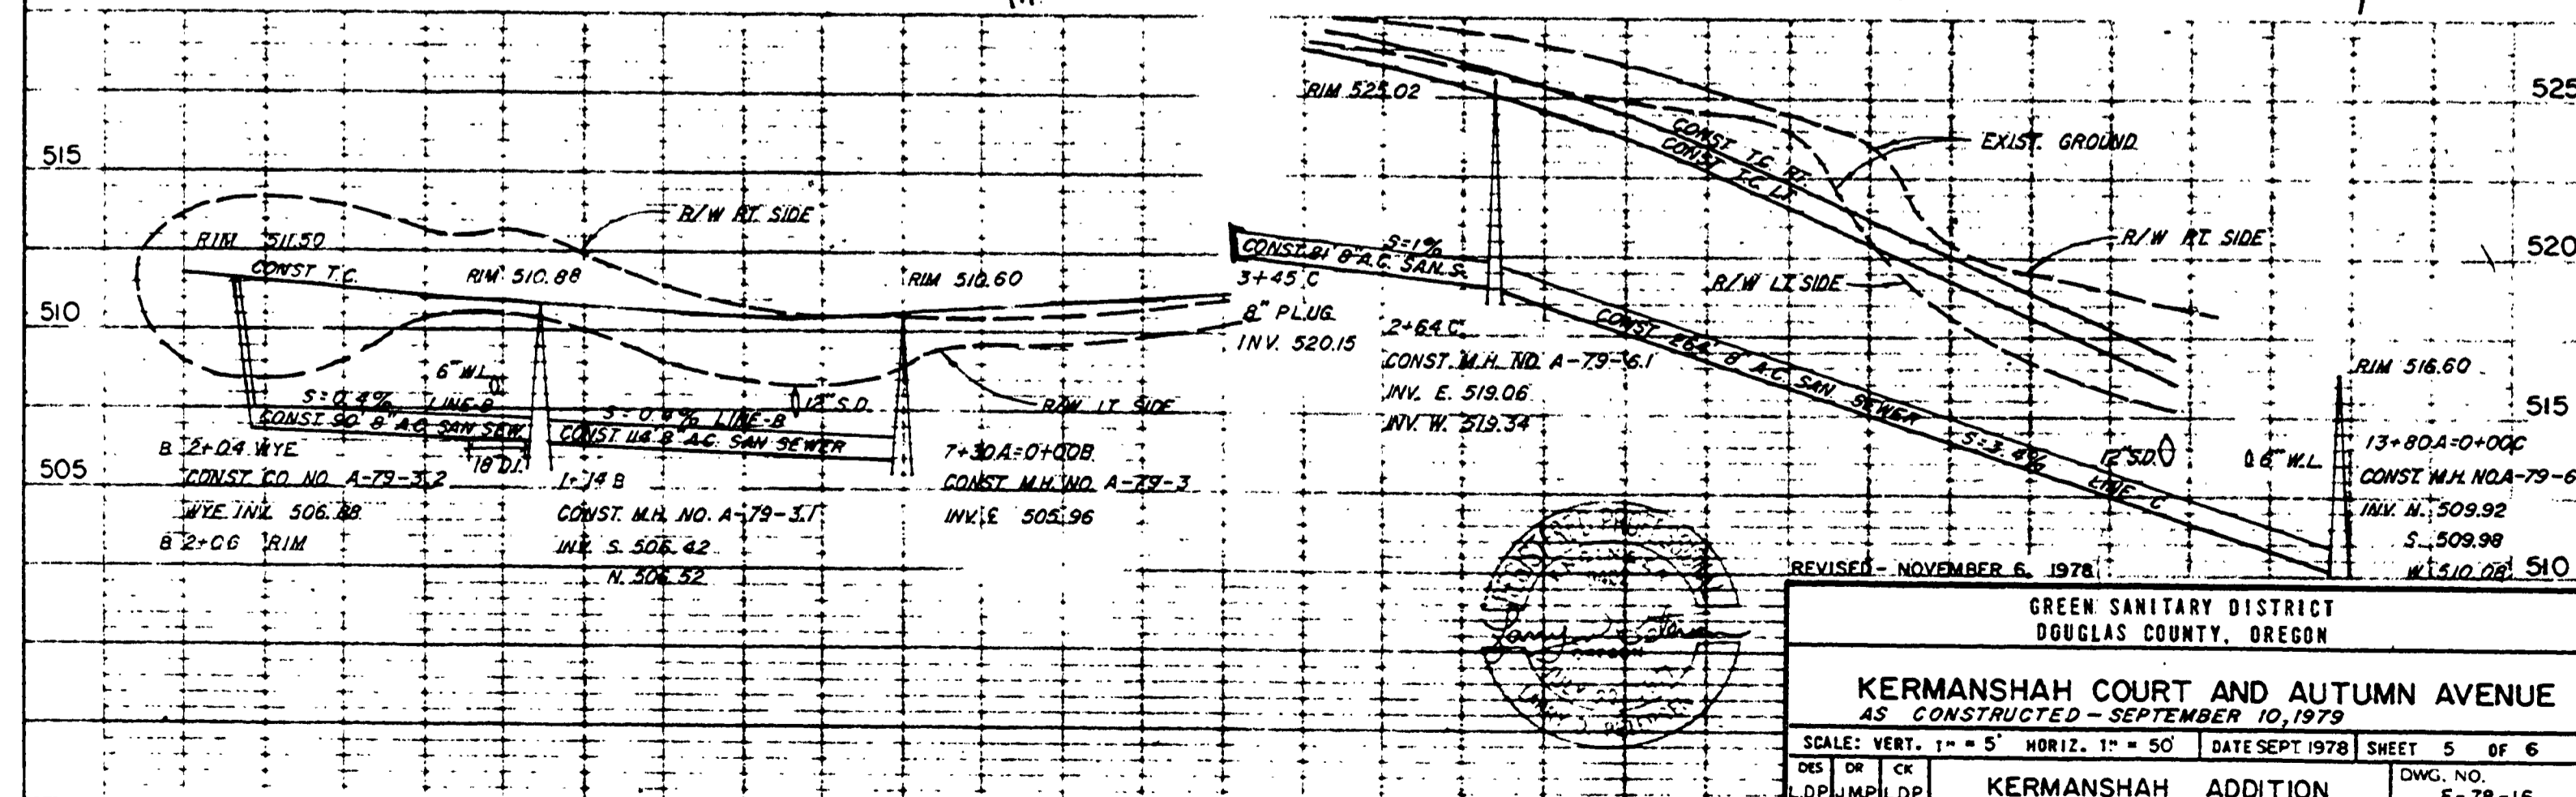 515
510
505
RIM 511.50
CONST T.C.
RIM 510.88
R/W RT. SIDE
RIM 510.60
6" W.L.
S=0.4% LINE-B
CONST 90' 8" A.C. SAN SEW.
18" D.I.
S=0.4% LINE-B
CONST 114' 8" A.C. SAN SEWER
12" S.D.
R/W LT SIDE
B 2+04 WYE
CONST CO NO. A-79-3.2
WYE INV. 506.88
B 2+06 RIM
1+14 B
CONST. M.H. NO. A-79-3.1
INV. S. 506.42
N. 506.52
7+30A=0+00B
CONST M.H. NO. A-79-3
INV. E 505.96
RIM 525.02
CONST T.C. RT
CONST T.C. LT
EXIST. GROUND
R/W RT SIDE
R/W LT SIDE
S=1%
CONST. 81' 8" A.C. SAN. S.
3+45 C
8" PLUG
INV. 520.15
2+64 C
CONST. M.H. NO A-79-6.1
INV. E. 519.06
INV. W. 519.34
CONST 264' 8" A.C. SAN SEWER S=3.4%
LINE C
12" S.D.
6" W.L.
RIM 516.60
13+80A=0+00C
CONST M.H. NO. A-79-6
INV. N. 509.92
S. 509.98
W. 510.08
525
520
515
510
REVISED - NOVEMBER 6, 1978
GREEN SANITARY DISTRICT
DOUGLAS COUNTY, OREGON
KERMANSHAH COURT AND AUTUMN AVENUE
AS CONSTRUCTED - SEPTEMBER 10, 1979
SCALE: VERT. 1" = 5' HORIZ. 1" = 50' DATE SEPT 1978 SHEET 5 OF 6
DES DR CK
LDP JMP LDP
KERMANSHAH ADDITION
DWG. NO.